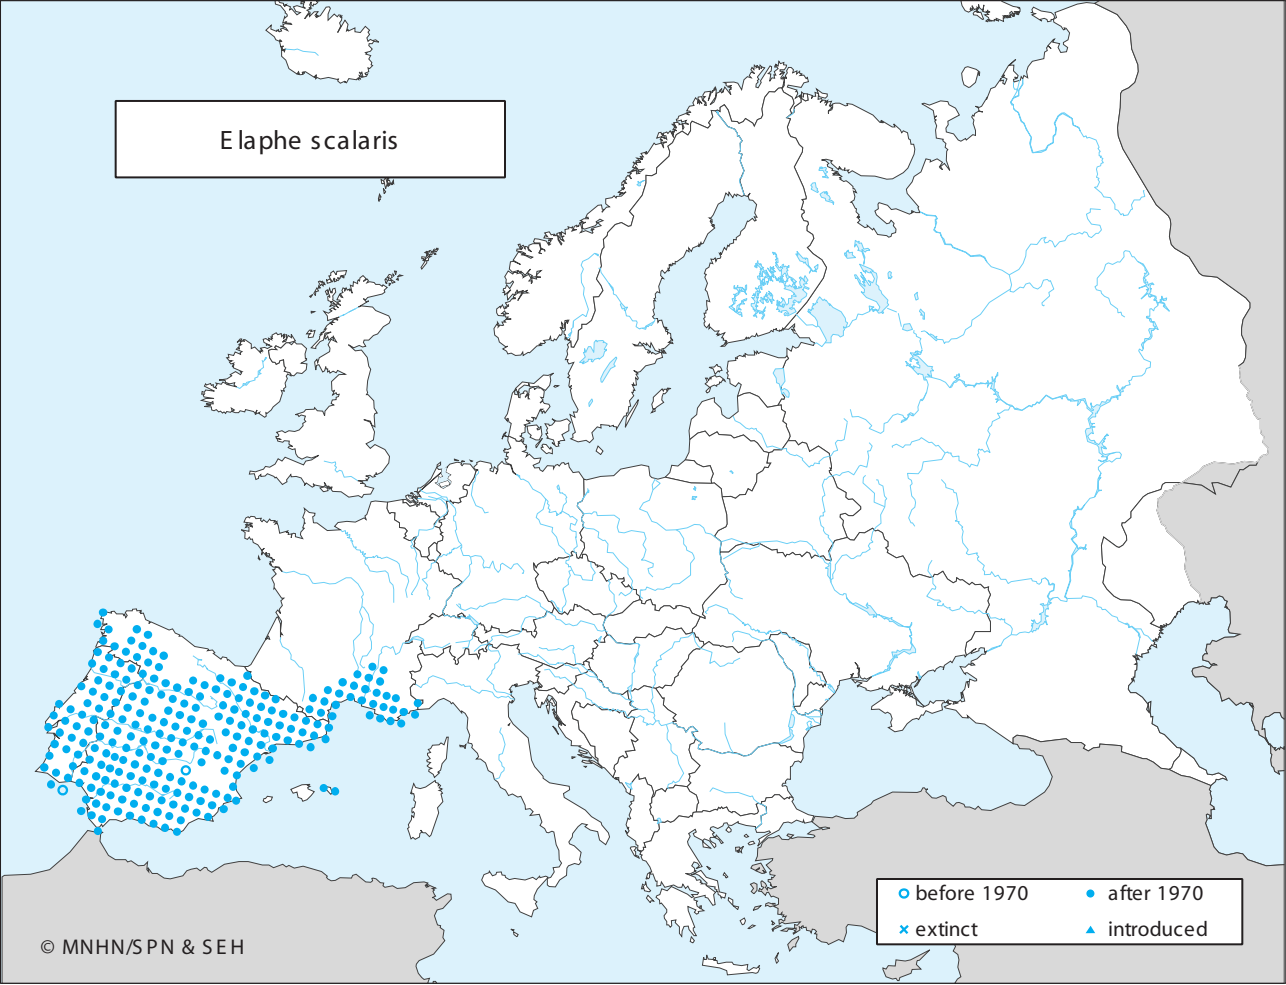 Elaphe scalaris
before 1970
after 1970
extinct
introduced
© MNHN/SPN & SEH